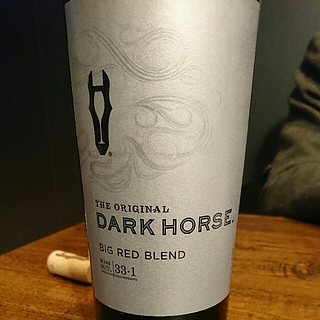 THE ORIGINAL
DARK HORSE
BIG RED BLEND
33·1